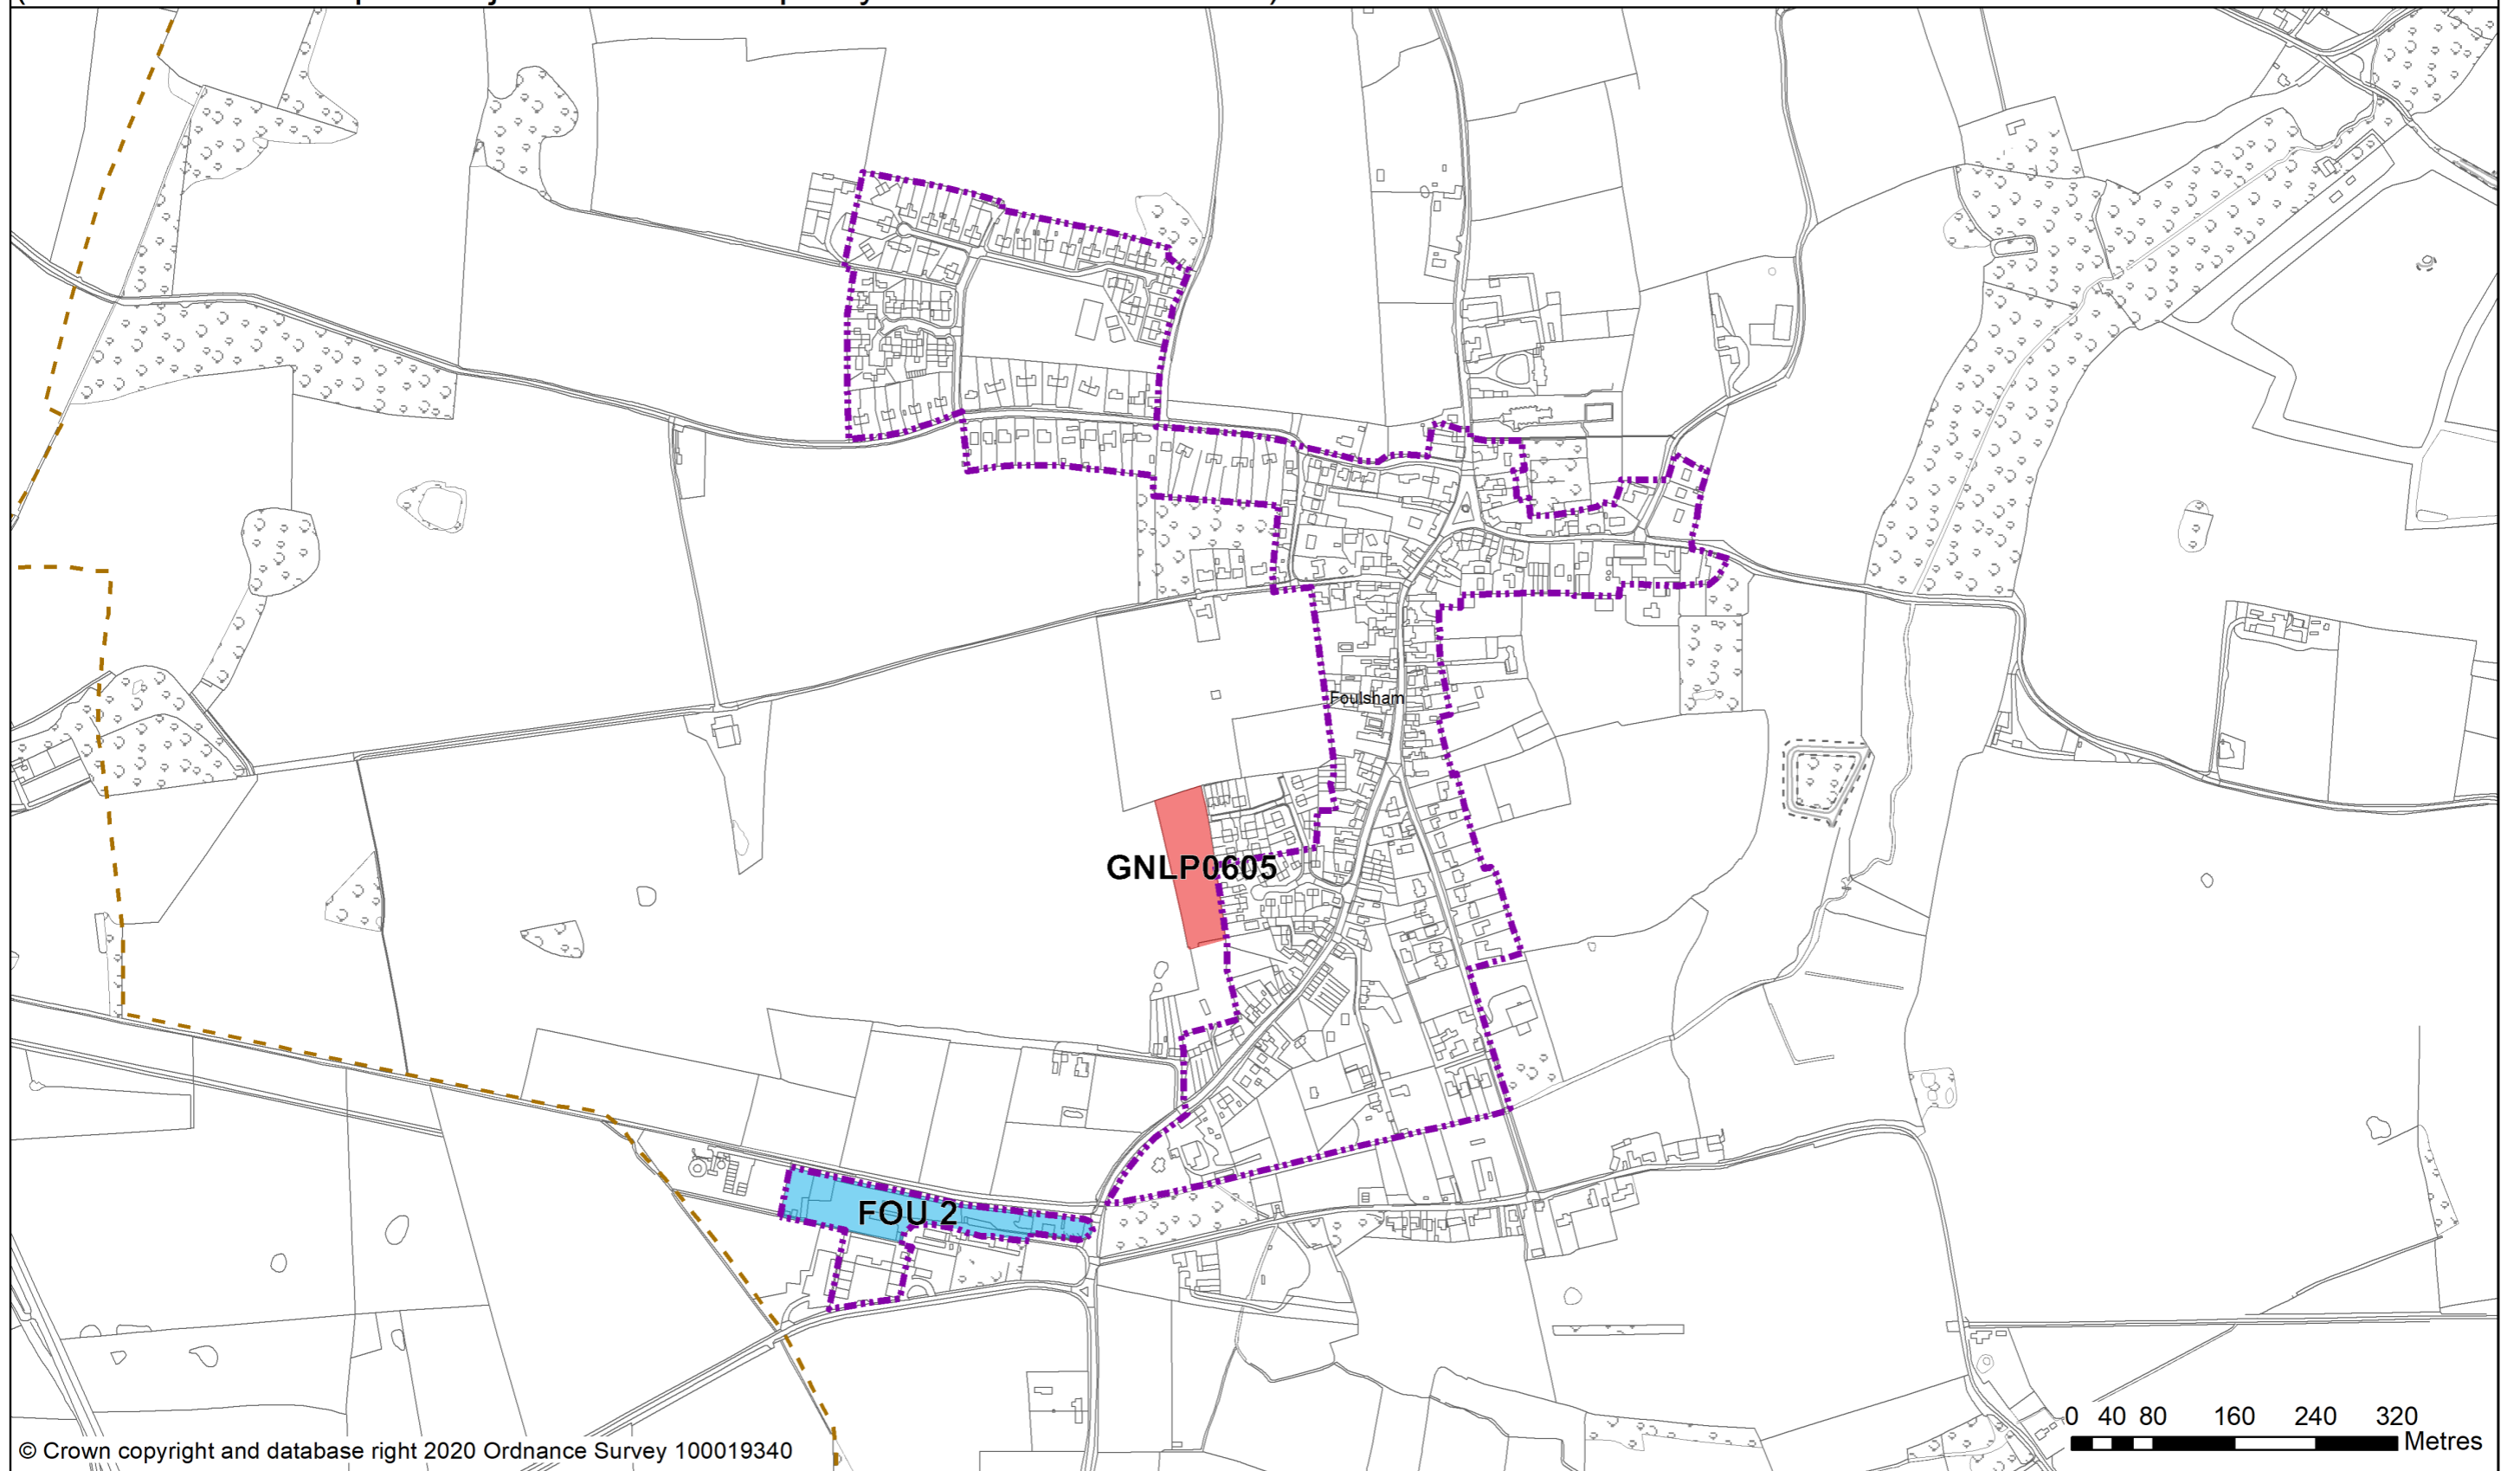 Foulsham
GNLP0605
FOU 2
0 40 80 160 240 320
Metres
© Crown copyright and database right 2020 Ordnance Survey 100019340